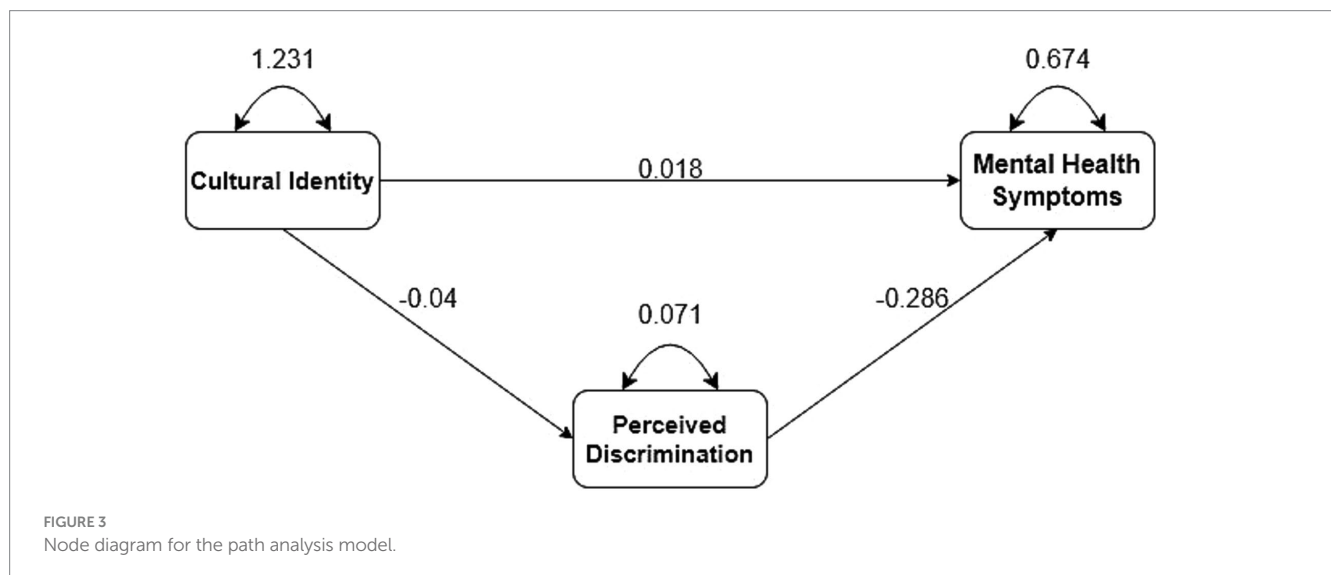 1.231
0.674
Cultural Identity
0.018
Mental Health
Symptoms
-0.04
0.071
-0.286
Perceived
Discrimination
FIGURE 3
Node diagram for the path analysis model.